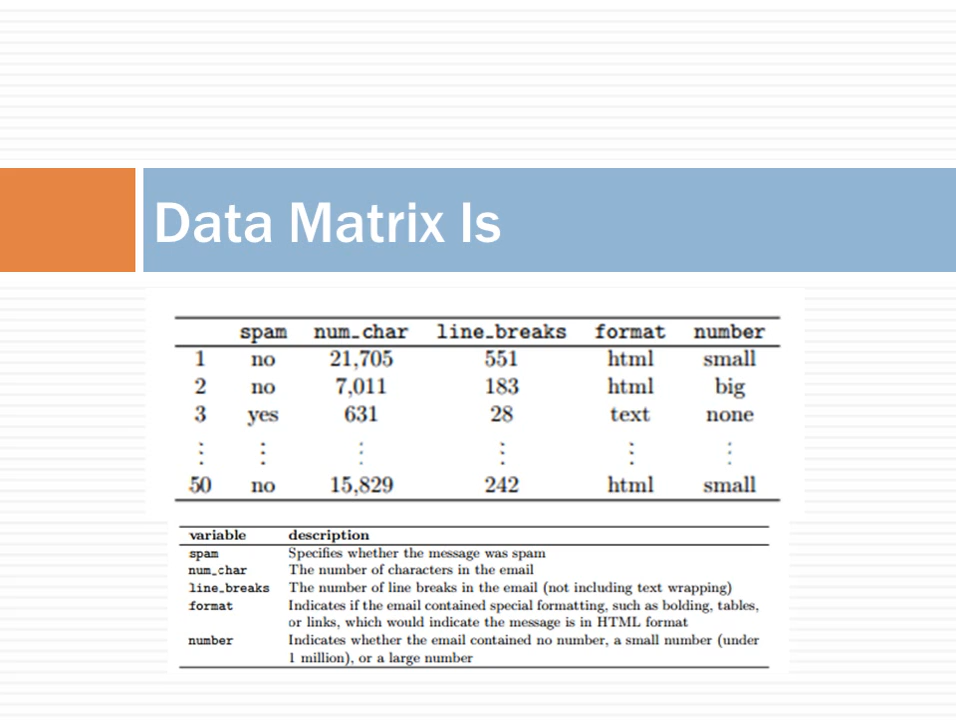 Data Matrix Is
spam num_char line_breaks format number
1 no 21,705 551 html small
2 no 7,011 183 html big
3 yes 631 28 text none
⋮ ⋮ ⋮ ⋮ ⋮ ⋮
50 no 15,829 242 html small
variable description
spam Specifies whether the message was spam
num_char The number of characters in the email
line_breaks The number of line breaks in the email (not including text wrapping)
format Indicates if the email contained special formatting, such as bolding, tables,
or links, which would indicate the message is in HTML format
number Indicates whether the email contained no number, a small number (under
1 million), or a large number